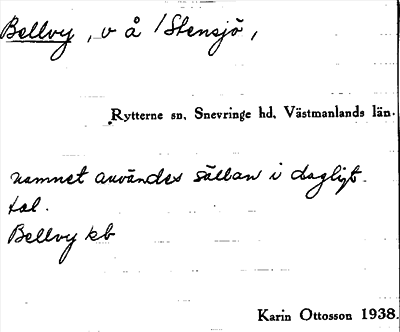 Bellvy, v å /Stensjö,
Rytterne sn. Snevringe hd. Västmanlands län.
namnet användes sällan i dagligt.
tal.
Bellvy kb
Karin Ottosson 1938.